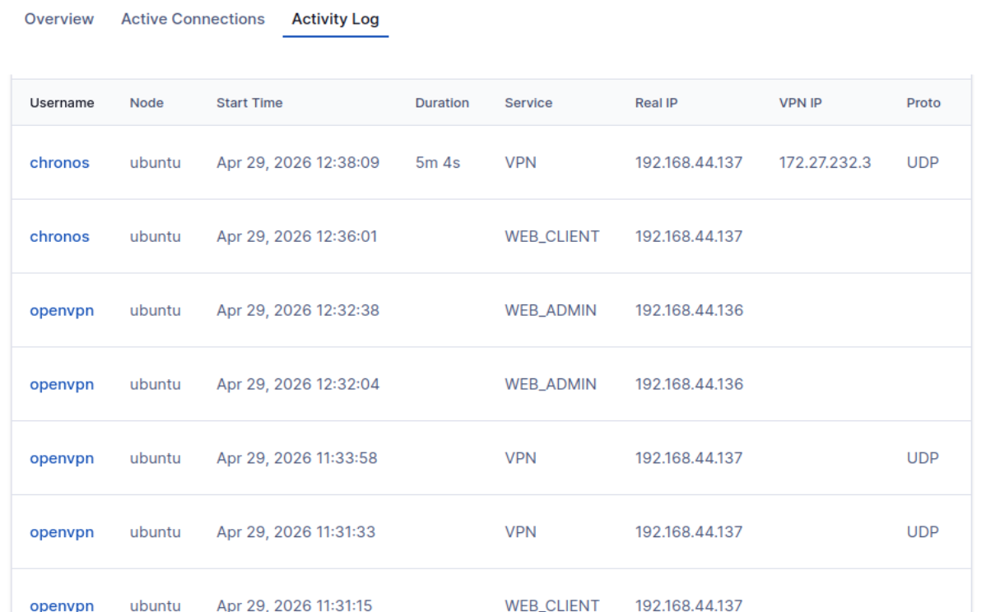 Overview Active Connections Activity Log
Username Node Start Time Duration Service Real IP VPN IP Proto
chronos ubuntu Apr 29, 2026 12:38:09 5m 4s VPN 192.168.44.137 172.27.232.3 UDP
chronos ubuntu Apr 29, 2026 12:36:01 WEB_CLIENT 192.168.44.137
openvpn ubuntu Apr 29, 2026 12:32:38 WEB_ADMIN 192.168.44.136
openvpn ubuntu Apr 29, 2026 12:32:04 WEB_ADMIN 192.168.44.136
openvpn ubuntu Apr 29, 2026 11:33:58 VPN 192.168.44.137 UDP
openvpn ubuntu Apr 29, 2026 11:31:33 VPN 192.168.44.137 UDP
openvpn ubuntu Apr 29, 2026 11:31:15 WEB_CLIENT 192.168.44.137